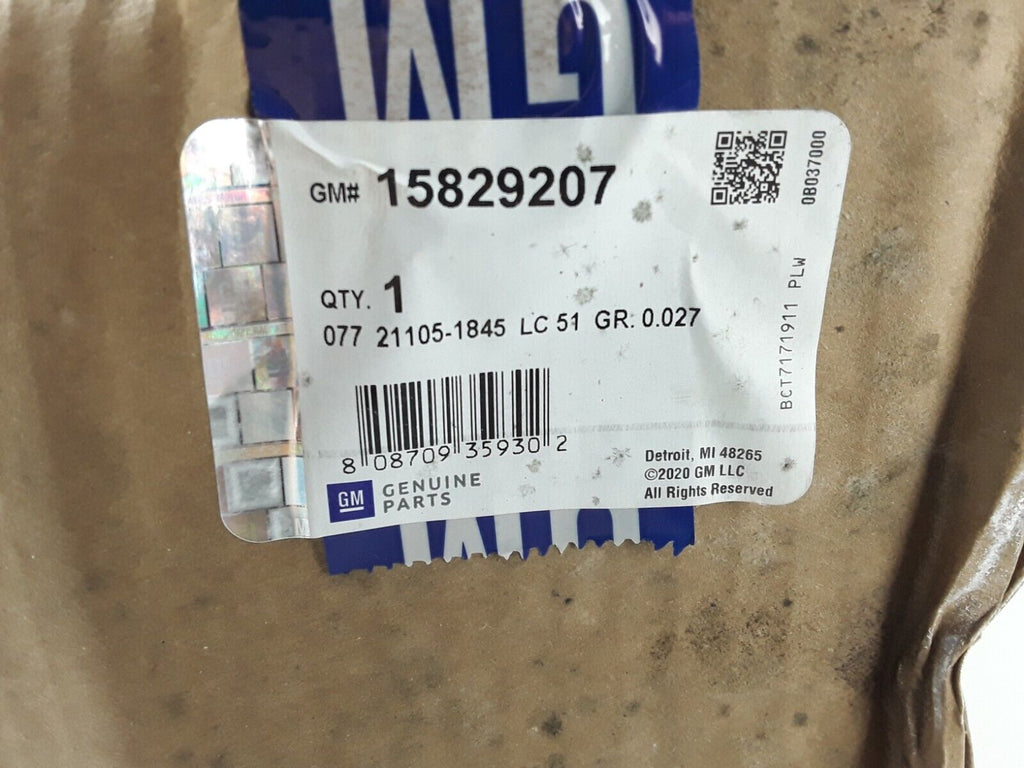 GM# 15829207
0B037000
QTY. 1
077 21105-1845 LC 51 GR: 0.027
BCT7171911 PLW
8 08709 35930 2
GM GENUINE
PARTS
Detroit, MI 48265
©2020 GM LLC
All Rights Reserved